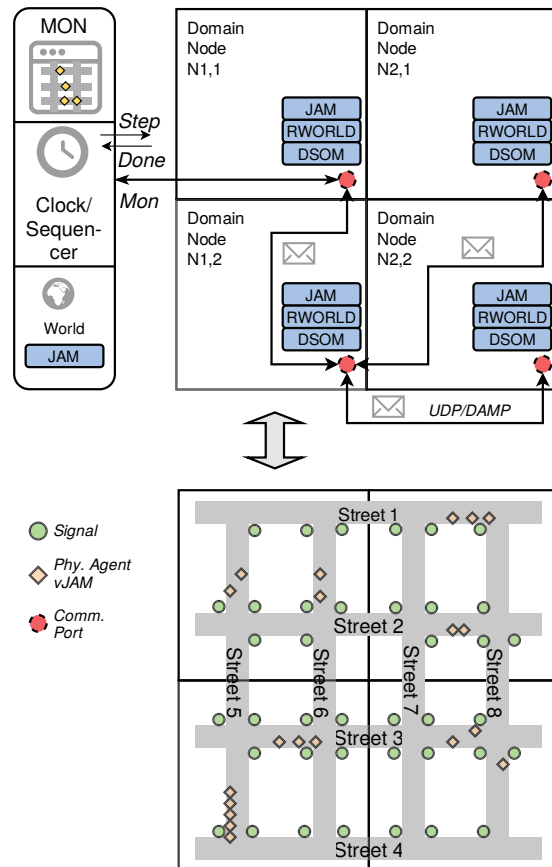 MON
Step
Done
Mon
Clock/
Sequen-
cer
World
JAM
Domain
Node
N1,1
JAM
RWORLD
DSOM
Domain
Node
N2,1
JAM
RWORLD
DSOM
Domain
Node
N1,2
JAM
RWORLD
DSOM
Domain
Node
N2,2
JAM
RWORLD
DSOM
UDP/DAMP
Signal
Phy. Agent
vJAM
Comm.
Port
Street 1
Street 2
Street 5
Street 6
Street 7
Street 8
Street 3
Street 4